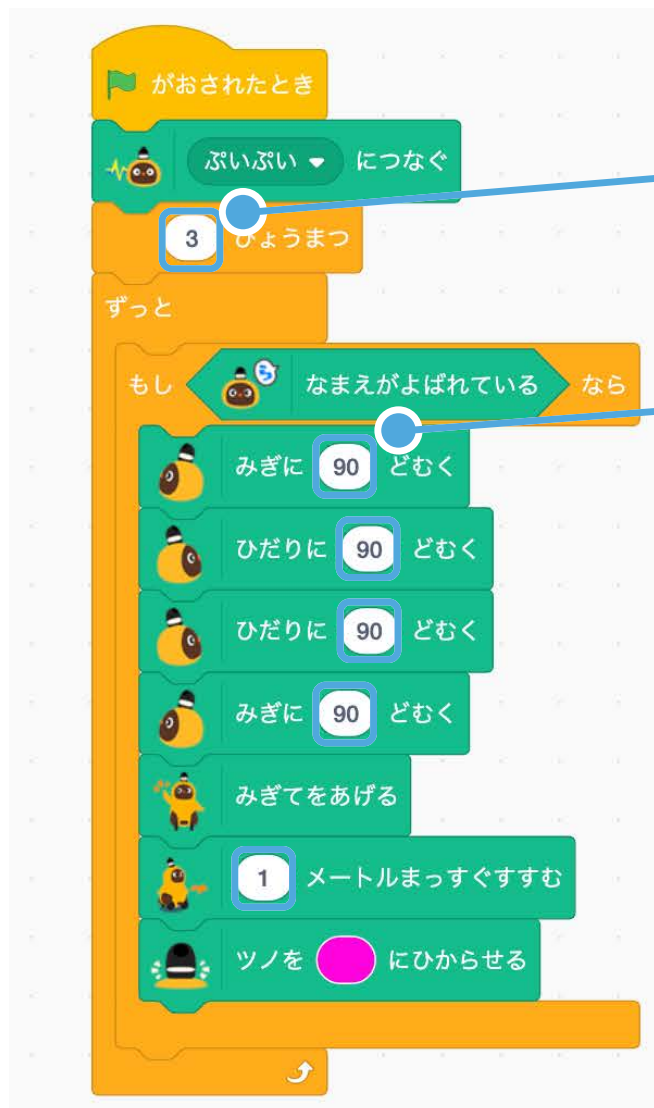 がおされたとき
ぷいぷい につなぐ
3 びょうまつ
ずっと
もし なまえがよばれている なら
みぎに 90 どむく
ひだりに 90 どむく
ひだりに 90 どむく
みぎに 90 どむく
みぎてをあげる
1 メートルまっすぐすすむ
ツノを にひからせる